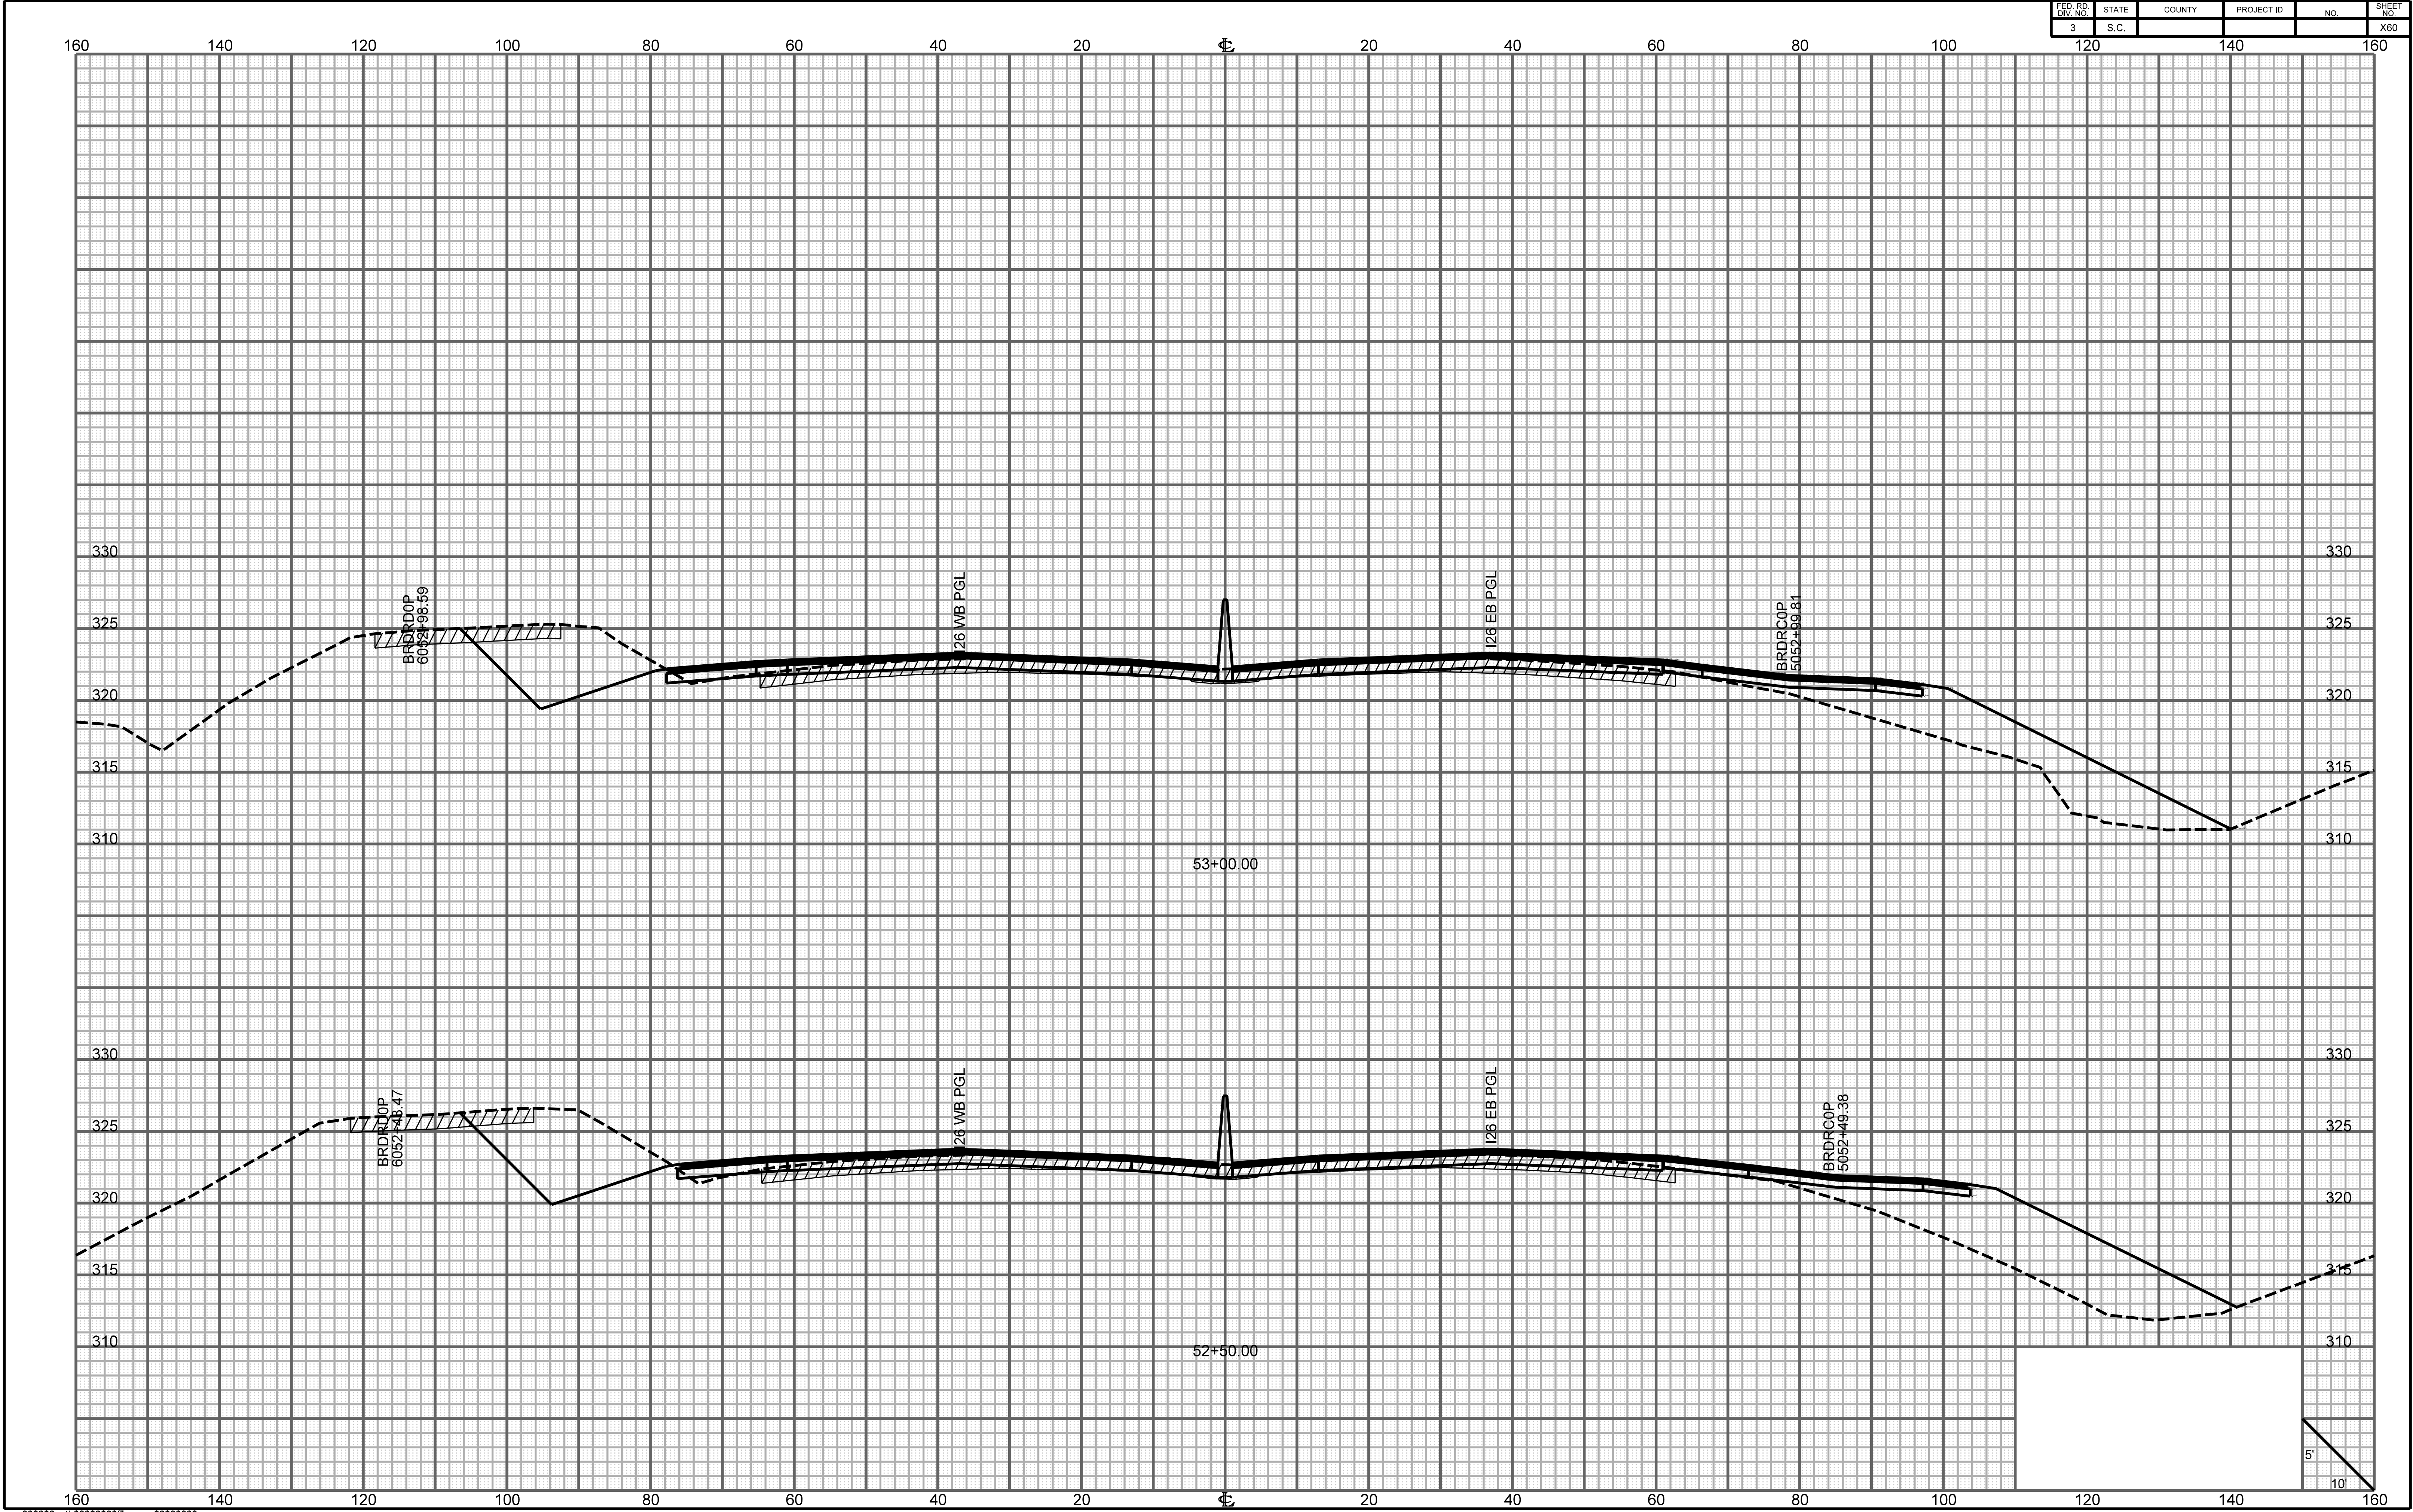 FED. RD. DIV. NO. STATE COUNTY PROJECT ID NO. SHEET NO.
3 S.C. X60
160 140 120 100 80 60 40 20 ℄ 20 40 60 80 100 120 140 160
330 330
BRDRD0P
6052+98.59
I26 WB PGL
I26 EB PGL
BRDRC0P
5052+99.81
325 325
320 320
315 315
310 310
53+00.00
330 330
BRDRD0P
6052+48.47
I26 WB PGL
I26 EB PGL
BRDRC0P
5052+49.38
325 325
320 320
315 315
310 310
52+50.00
5'
10'
160 140 120 100 80 60 40 20 ℄ 20 40 60 80 100 120 140 160